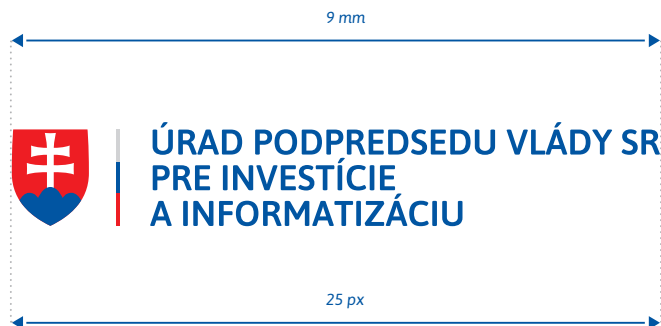 9 mm
ÚRAD PODPREDSEDU VLÁDY SR
PRE INVESTÍCIE
A INFORMATIZÁCIU
25 px